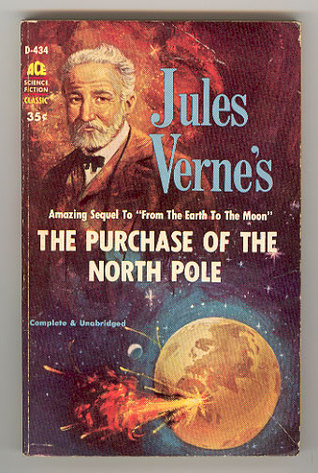 D-434
ACE
SCIENCE
FICTION
CLASSIC
35¢
Jules
Verne's
Amazing Sequel To "From The Earth To The Moon"
THE PURCHASE OF THE
NORTH POLE
Complete & Unabridged